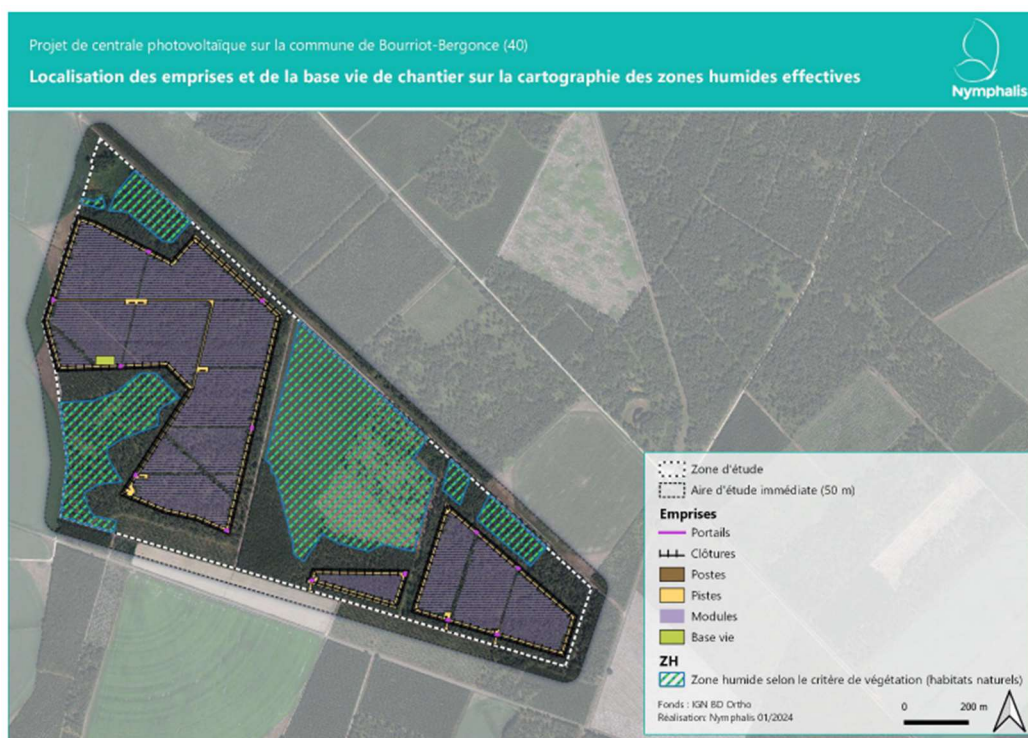 Projet de centrale photovoltaïque sur la commune de Bourriot-Bergonce (40)
Localisation des emprises et de la base vie de chantier sur la cartographie des zones humides effectives
Nymphalis
Zone d'étude
Aire d'étude immédiate (50 m)
Emprises
Portails
Clôtures
Postes
Pistes
Modules
Base vie
ZH
Zone humide selon le critère de végétation (habitats naturels)
Fonds : IGN BD Ortho
Réalisation: Nymphalis 01/2024
0 200 m